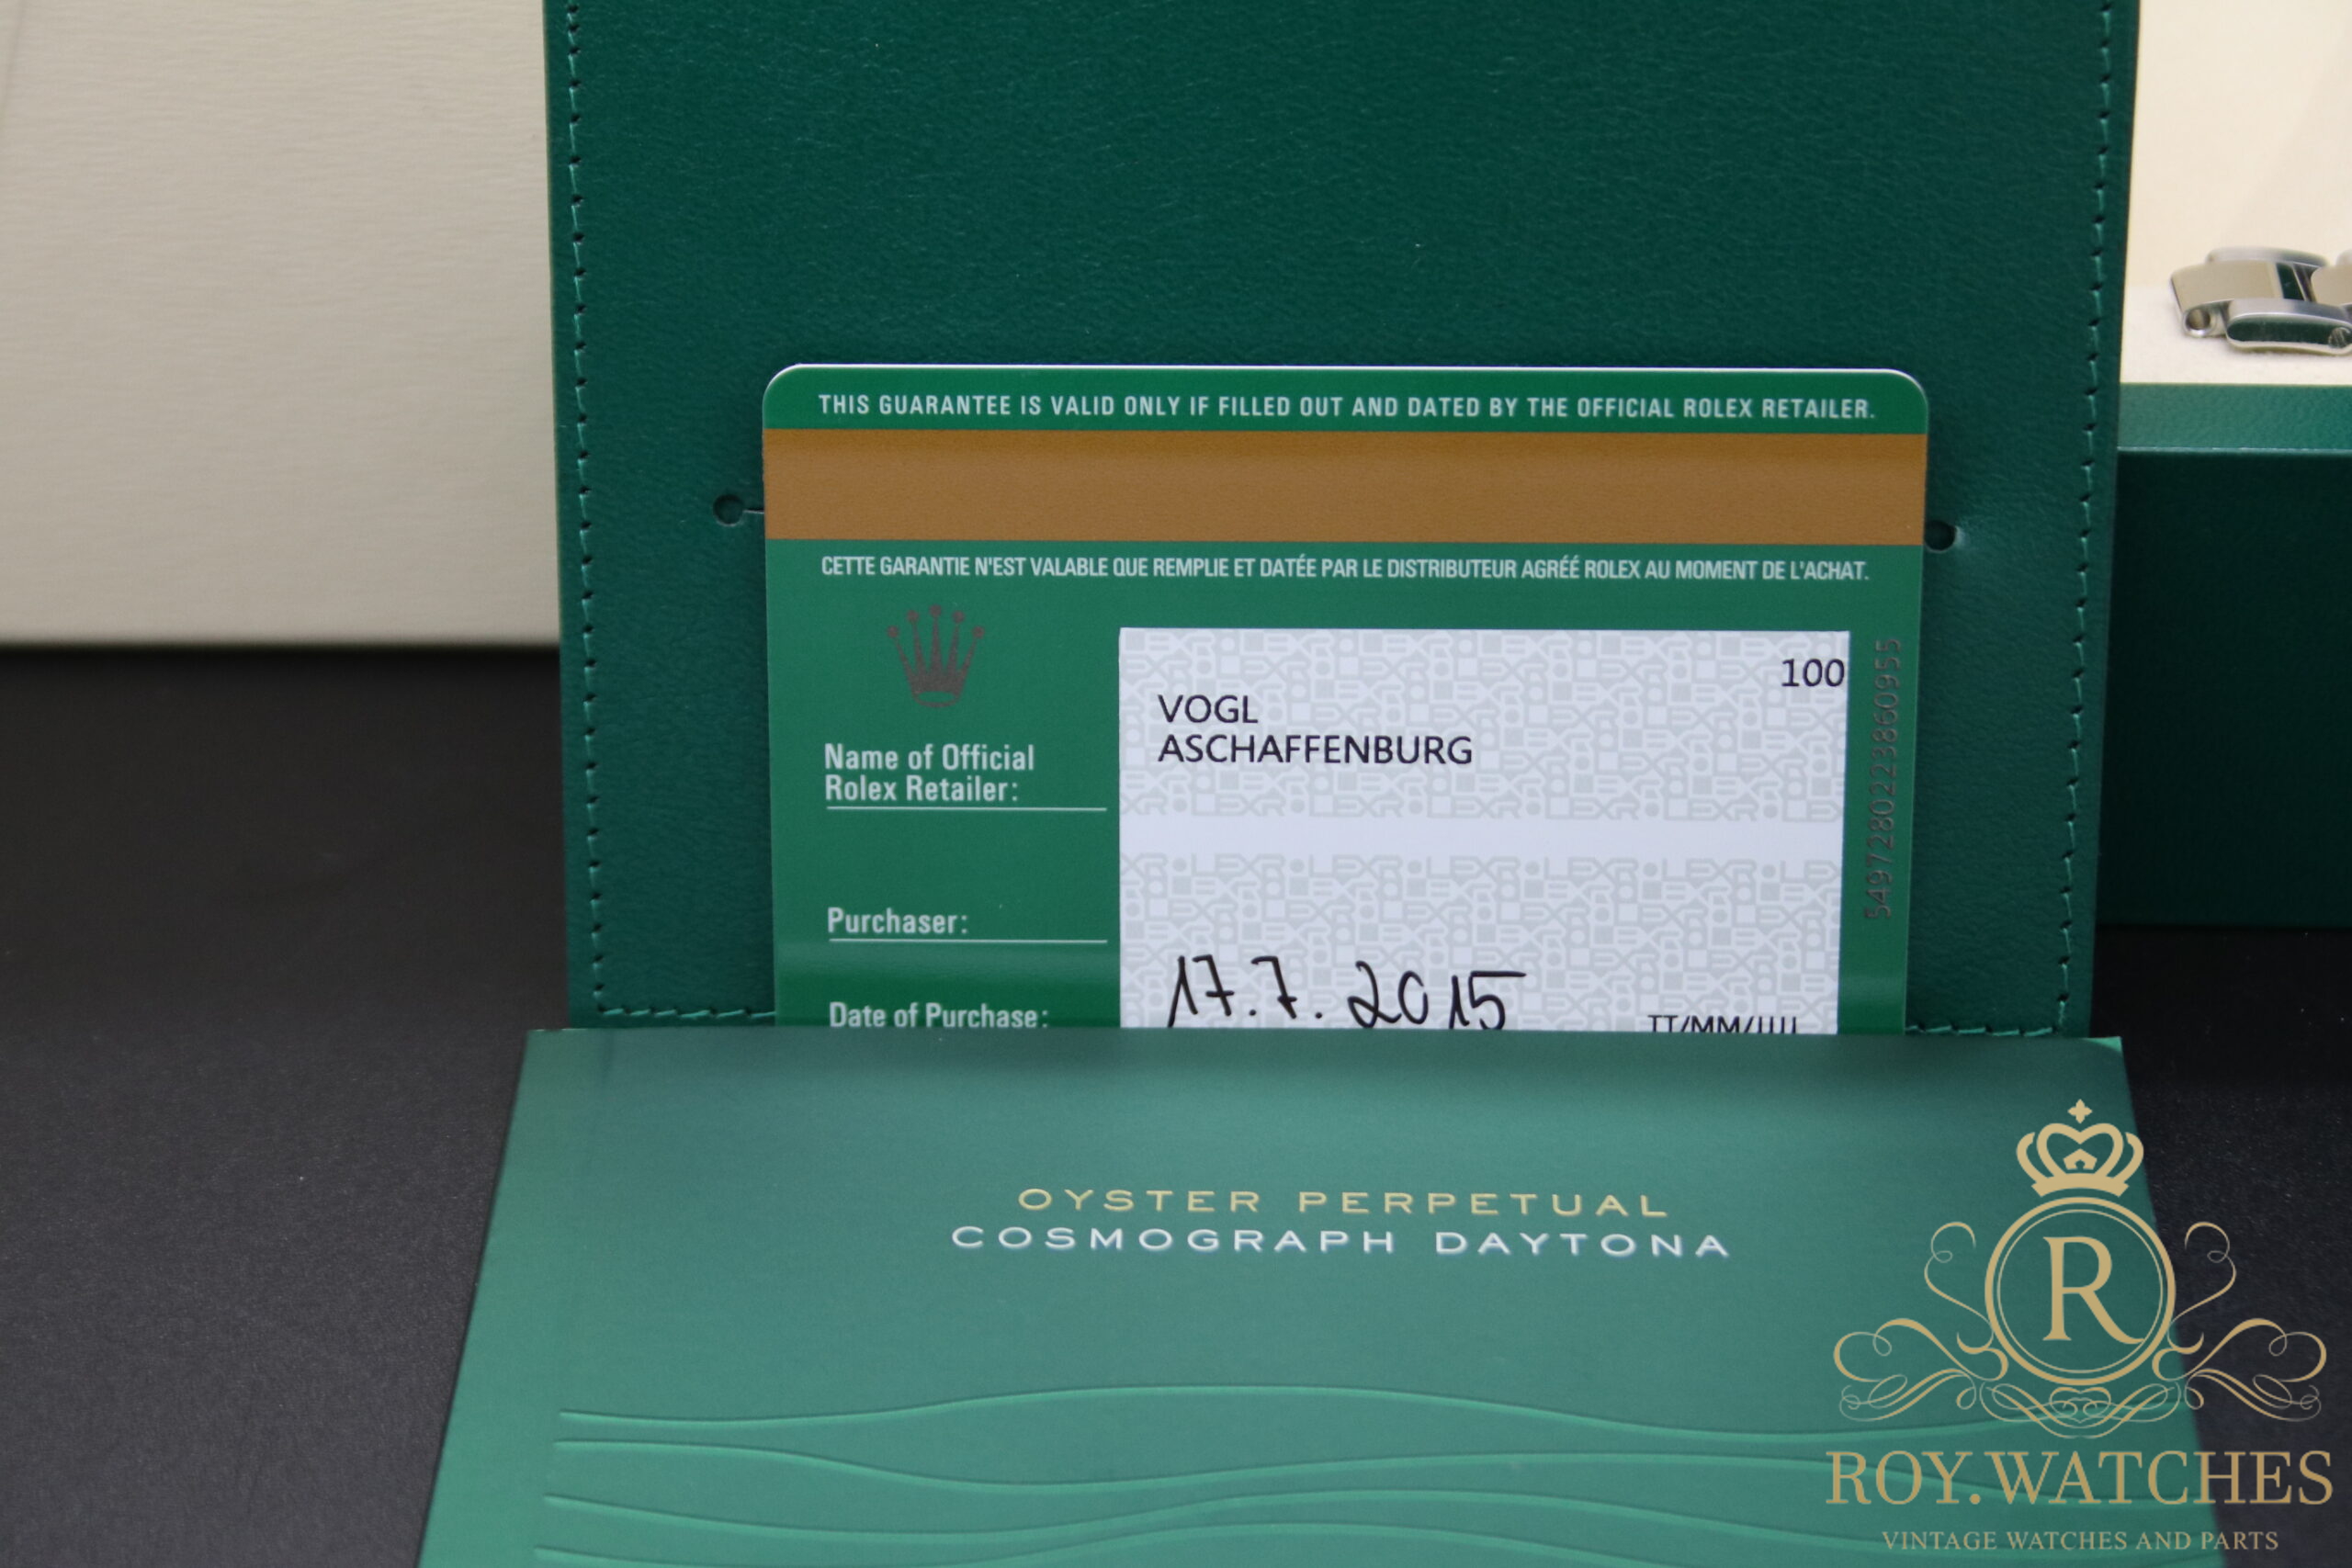 THIS GUARANTEE IS VALID ONLY IF FILLED OUT AND DATED BY THE OFFICIAL ROLEX RETAILER.
CETTE GARANTIE N'EST VALABLE QUE REMPLIE ET DATÉE PAR LE DISTRIBUTEUR AGRÉÉ ROLEX AU MOMENT DE L'ACHAT.
100
VOGL
ASCHAFFENBURG
Name of Official
Rolex Retailer:
5497280223860955
Purchaser:
17.7.2015
Date of Purchase:
TT/MM/JJJJ
OYSTER PERPETUAL
COSMOGRAPH DAYTONA
R
ROY.WATCHES
VINTAGE WATCHES AND PARTS